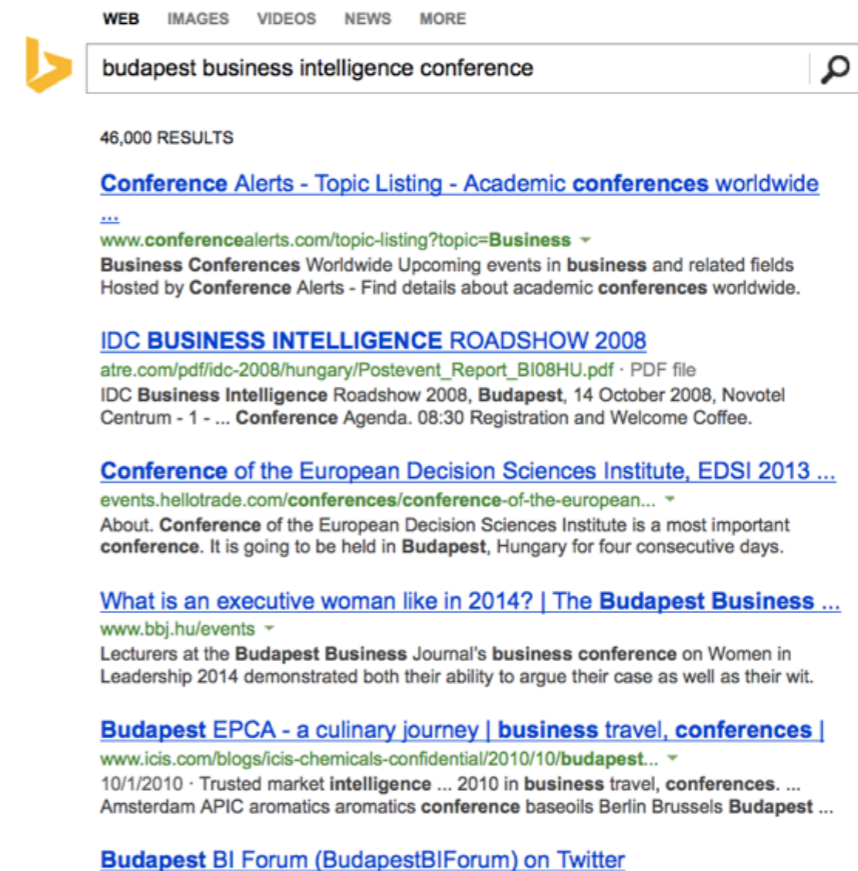 WEB IMAGES VIDEOS NEWS MORE
budapest business intelligence conference
46,000 RESULTS
Conference Alerts - Topic Listing - Academic conferences worldwide
...
www.conferencealerts.com/topic-listing?topic=Business
Business Conferences Worldwide Upcoming events in business and related fields
Hosted by Conference Alerts - Find details about academic conferences worldwide.
IDC BUSINESS INTELLIGENCE ROADSHOW 2008
atre.com/pdf/idc-2008/hungary/Postevent_Report_BI08HU.pdf · PDF file
IDC Business Intelligence Roadshow 2008, Budapest, 14 October 2008, Novotel
Centrum - 1 - ... Conference Agenda. 08:30 Registration and Welcome Coffee.
Conference of the European Decision Sciences Institute, EDSI 2013 ...
events.hellotrade.com/conferences/conference-of-the-european...
About. Conference of the European Decision Sciences Institute is a most important
conference. It is going to be held in Budapest, Hungary for four consecutive days.
What is an executive woman like in 2014? | The Budapest Business ...
www.bbj.hu/events
Lecturers at the Budapest Business Journal's business conference on Women in
Leadership 2014 demonstrated both their ability to argue their case as well as their wit.
Budapest EPCA - a culinary journey | business travel, conferences |
www.icis.com/blogs/icis-chemicals-confidential/2010/10/budapest...
10/1/2010 · Trusted market intelligence ... 2010 in business travel, conferences. ...
Amsterdam APIC aromatics aromatics conference baseoils Berlin Brussels Budapest ...
Budapest BI Forum (BudapestBIForum) on Twitter